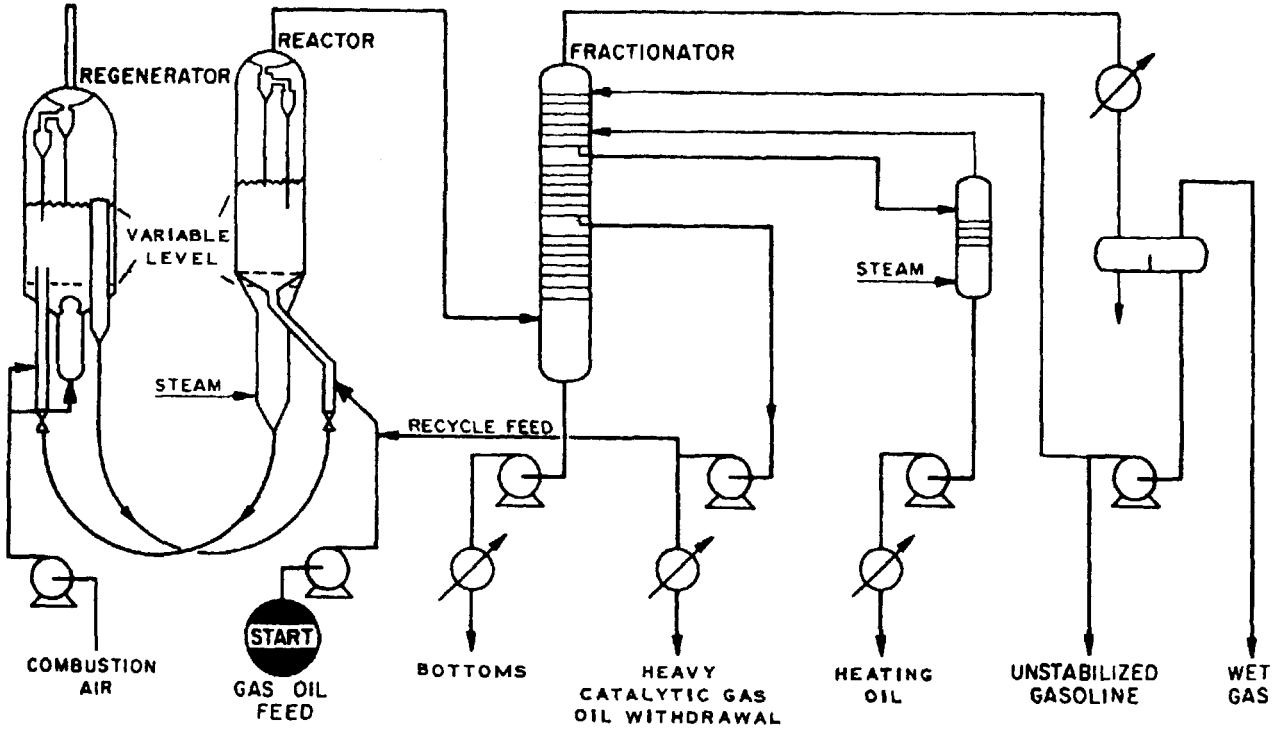 REACTOR
REGENERATOR
FRACTIONATOR
VARIABLE
LEVEL
STEAM
STEAM
RECYCLE FEED
START
COMBUSTION
AIR
GAS OIL
FEED
BOTTOMS
HEAVY
CATALYTIC GAS
OIL WITHDRAWAL
HEATING
OIL
UNSTABILIZED
GASOLINE
WET
GAS